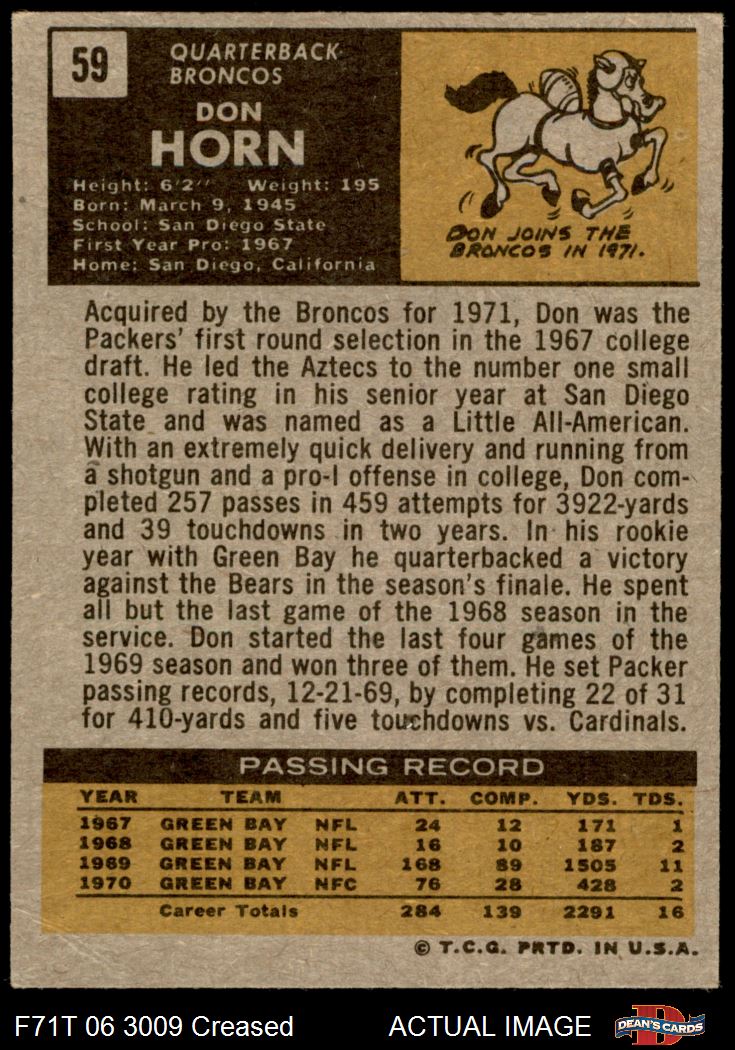 59
QUARTERBACK
BRONCOS
DON
HORN
Height: 6'2" Weight: 195
Born: March 9, 1945
School: San Diego State
First Year Pro: 1967
Home: San Diego, California
DON JOINS THE
BRONCOS IN 1971.
Acquired by the Broncos for 1971, Don was the
Packers' first round selection in the 1967 college
draft. He led the Aztecs to the number one small
college rating in his senior year at San Diego
State and was named as a Little All-American.
With an extremely quick delivery and running from
a shotgun and a pro-I offense in college, Don com-
pleted 257 passes in 459 attempts for 3922-yards
and 39 touchdowns in two years. In his rookie
year with Green Bay he quarterbacked a victory
against the Bears in the season's finale. He spent
all but the last game of the 1968 season in the
service. Don started the last four games of the
1969 season and won three of them. He set Packer
passing records, 12-21-69, by completing 22 of 31
for 410-yards and five touchdowns vs. Cardinals.
PASSING RECORD
YEAR TEAM ATT. COMP. YDS. TDS.
1967 GREEN BAY NFL 24 12 171 1
1968 GREEN BAY NFL 16 10 187 2
1969 GREEN BAY NFL 168 89 1505 11
1970 GREEN BAY NFC 76 28 428 2
Career Totals 284 139 2291 16
© T.C.G. PRTD. IN U.S.A.
F71T 06 3009 Creased ACTUAL IMAGE DEAN'S CARDS